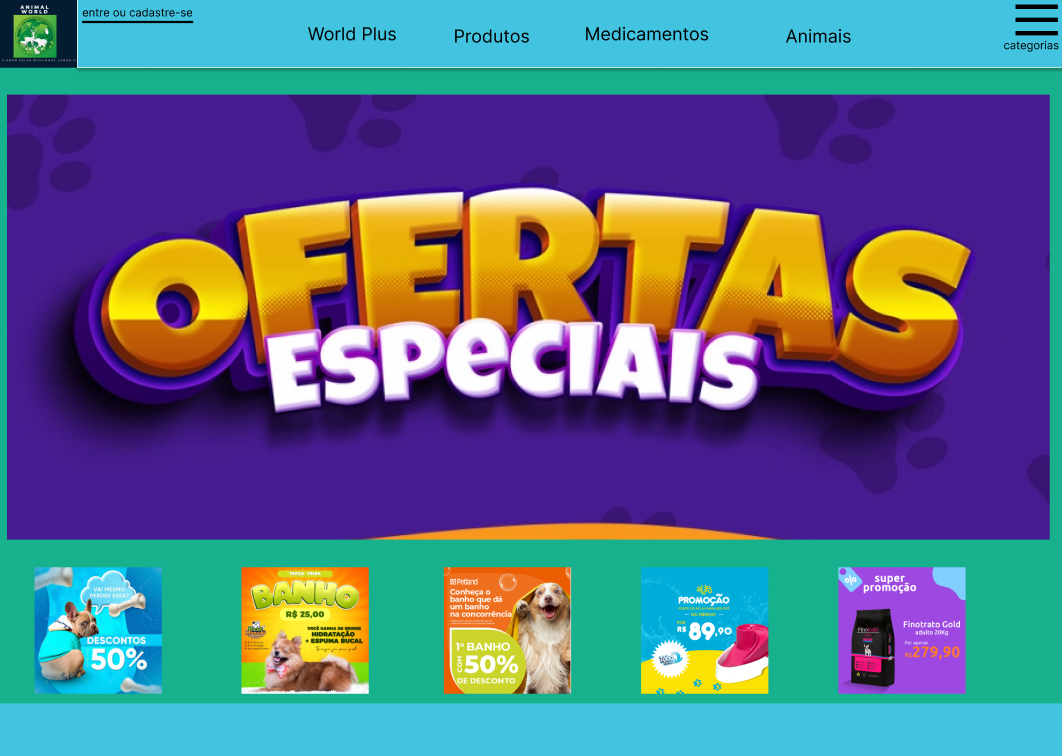 ANIMAL
WORLD
entre ou cadastre-se
World Plus
Produtos
Medicamentos
Animais
categorias
OFERTAS
ESPECIAIS
VAI MESMO
PERDER ESSA?
DESCONTOS
50%
TERÇA FEIRA
BANHO
R$ 25,00
VOCÊ GANHA DE BRINDE
HIDRATAÇÃO
+ ESPUMA BUCAL
Petland
Conheça o
banho que dá
um banho
na concorrência
1º BANHO
COM 50%
DE DESCONTO
PROMOÇÃO
POR
R$ 89,90
super
promoção
Finotrato
Finotrato Gold
adulto 20Kg
Por apenas
R$279,90